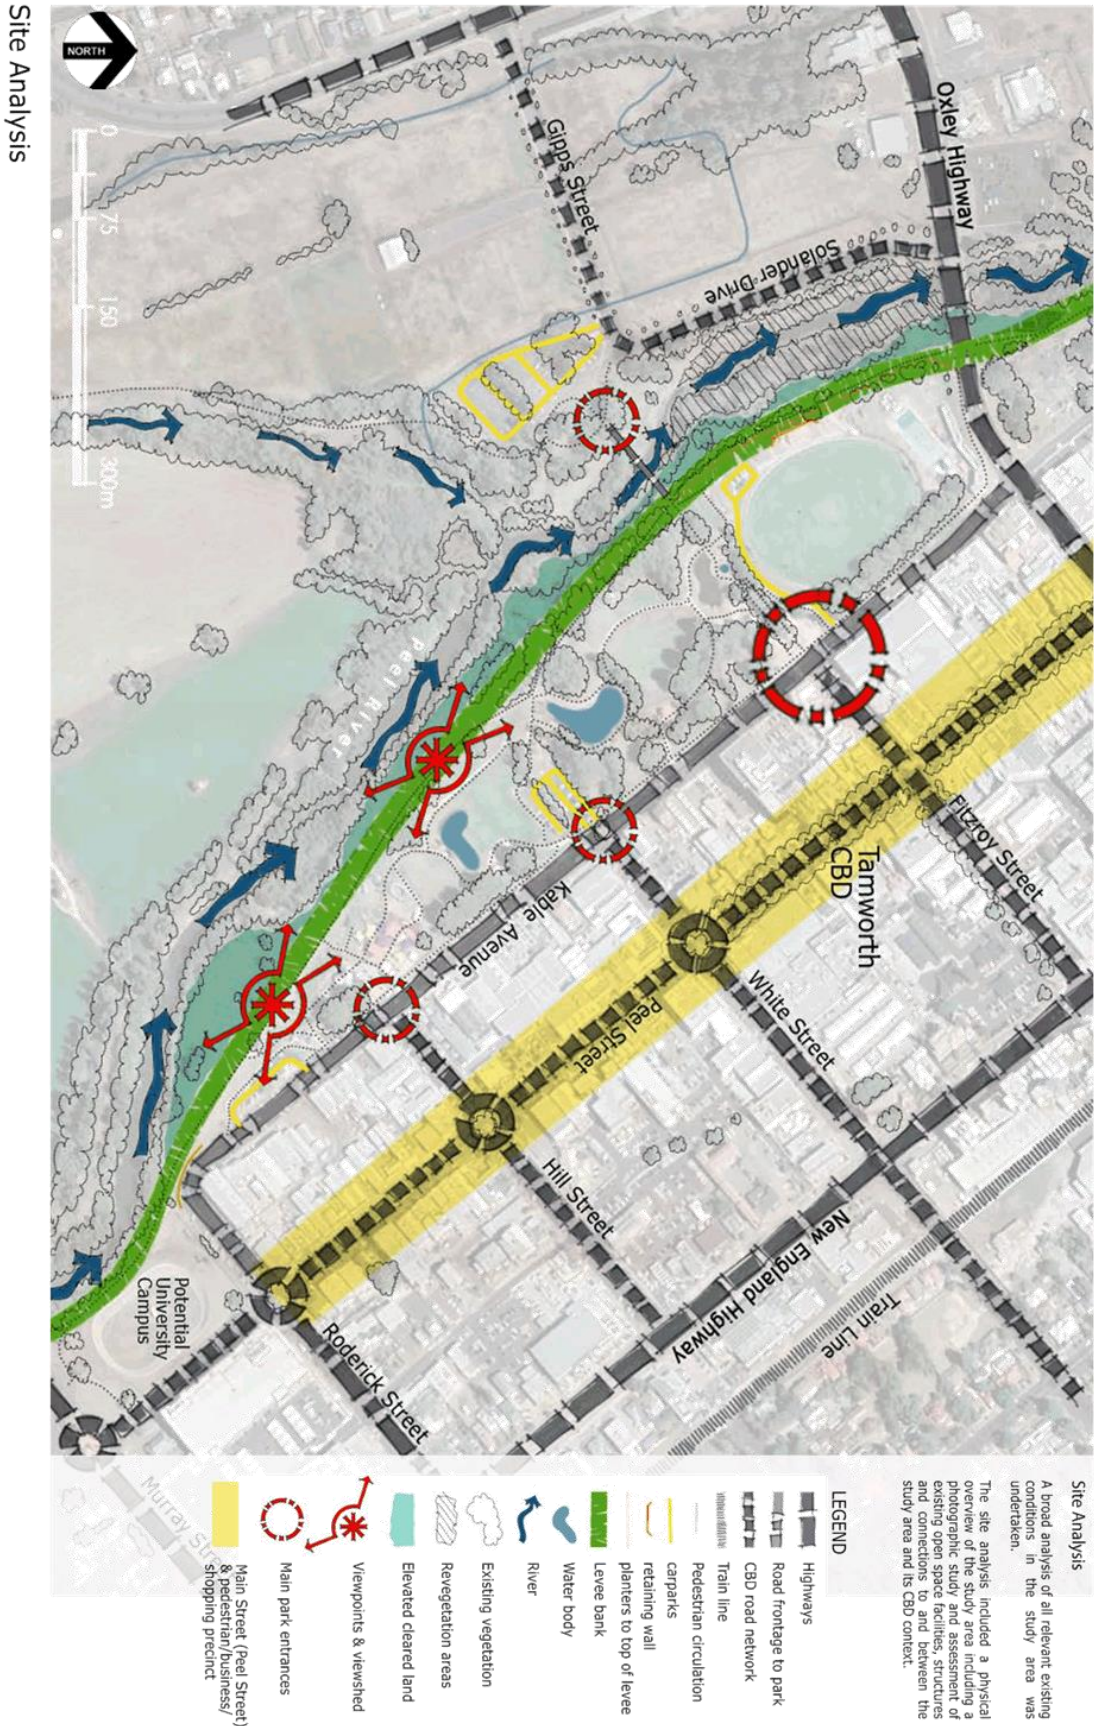 Site Analysis
NORTH
0
75
150
300m
Oxley Highway
Gipps Street
Solander Drive
Peel River
Tamworth
CBD
Fitzroy Street
Kable Avenue
White Street
Peel Street
Hill Street
New England Highway
Train Line
Roderick Street
Potential
University
Campus
Site Analysis
A broad analysis of all relevant existing
conditions in the study area was
undertaken.
The site analysis included a physical
overview of the study area including a
photographic study and assessment of
existing open space facilities, structures
and connections to and between the
study area and its CBD context.
LEGEND
Highways
Road frontage to park
CBD road network
Train line
Pedestrian circulation
carparks
retaining wall
planters to top of levee
Levee bank
Water body
River
Existing vegetation
Revegetation areas
Elevated cleared land
Viewpoints & viewshed
Main park entrances
Main Street (Peel Street)
& pedestrian/business/
shopping precinct
Murray Street